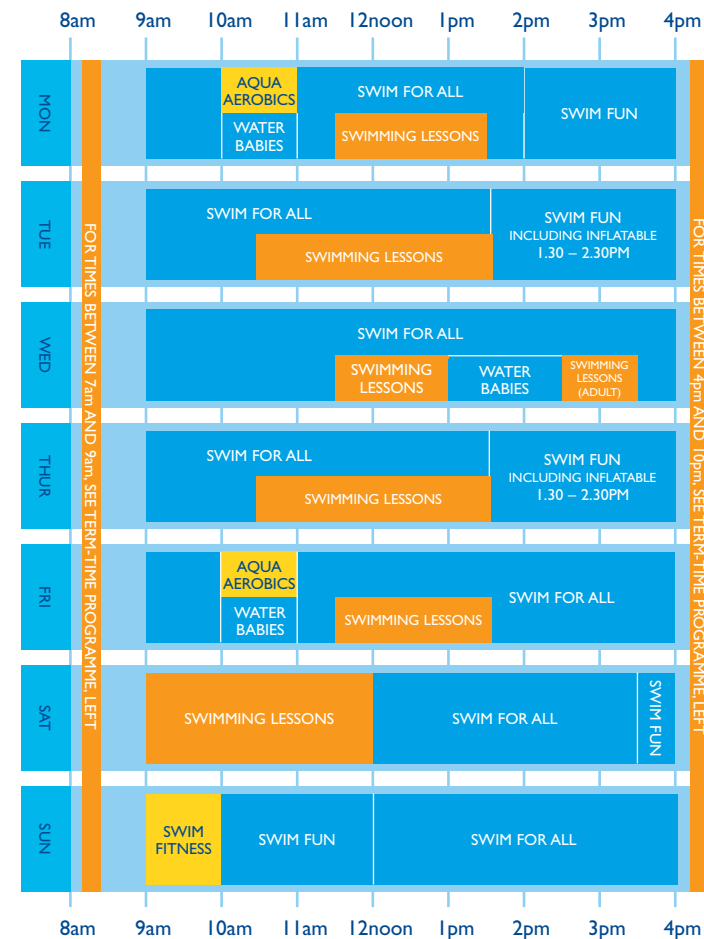 8am 9am 10am 11am 12noon 1pm 2pm 3pm 4pm
FOR TIMES BETWEEN 7am AND 9am, SEE TERM-TIME PROGRAMME, LEFT
MON
AQUA
AEROBICS
WATER
BABIES
SWIM FOR ALL
SWIMMING LESSONS
SWIM FUN
TUE
SWIM FOR ALL
SWIMMING LESSONS
SWIM FUN
INCLUDING INFLATABLE
1.30 – 2.30PM
WED
SWIM FOR ALL
SWIMMING
LESSONS
WATER
BABIES
SWIMMING
LESSONS
(ADULT)
THUR
SWIM FOR ALL
SWIMMING LESSONS
SWIM FUN
INCLUDING INFLATABLE
1.30 – 2.30PM
FRI
AQUA
AEROBICS
WATER
BABIES
SWIMMING LESSONS
SWIM FOR ALL
SAT
SWIMMING LESSONS
SWIM FOR ALL
SWIM FUN
SUN
SWIM
FITNESS
SWIM FUN
SWIM FOR ALL
FOR TIMES BETWEEN 4pm AND 10pm, SEE TERM-TIME PROGRAMME, LEFT
8am 9am 10am 11am 12noon 1pm 2pm 3pm 4pm